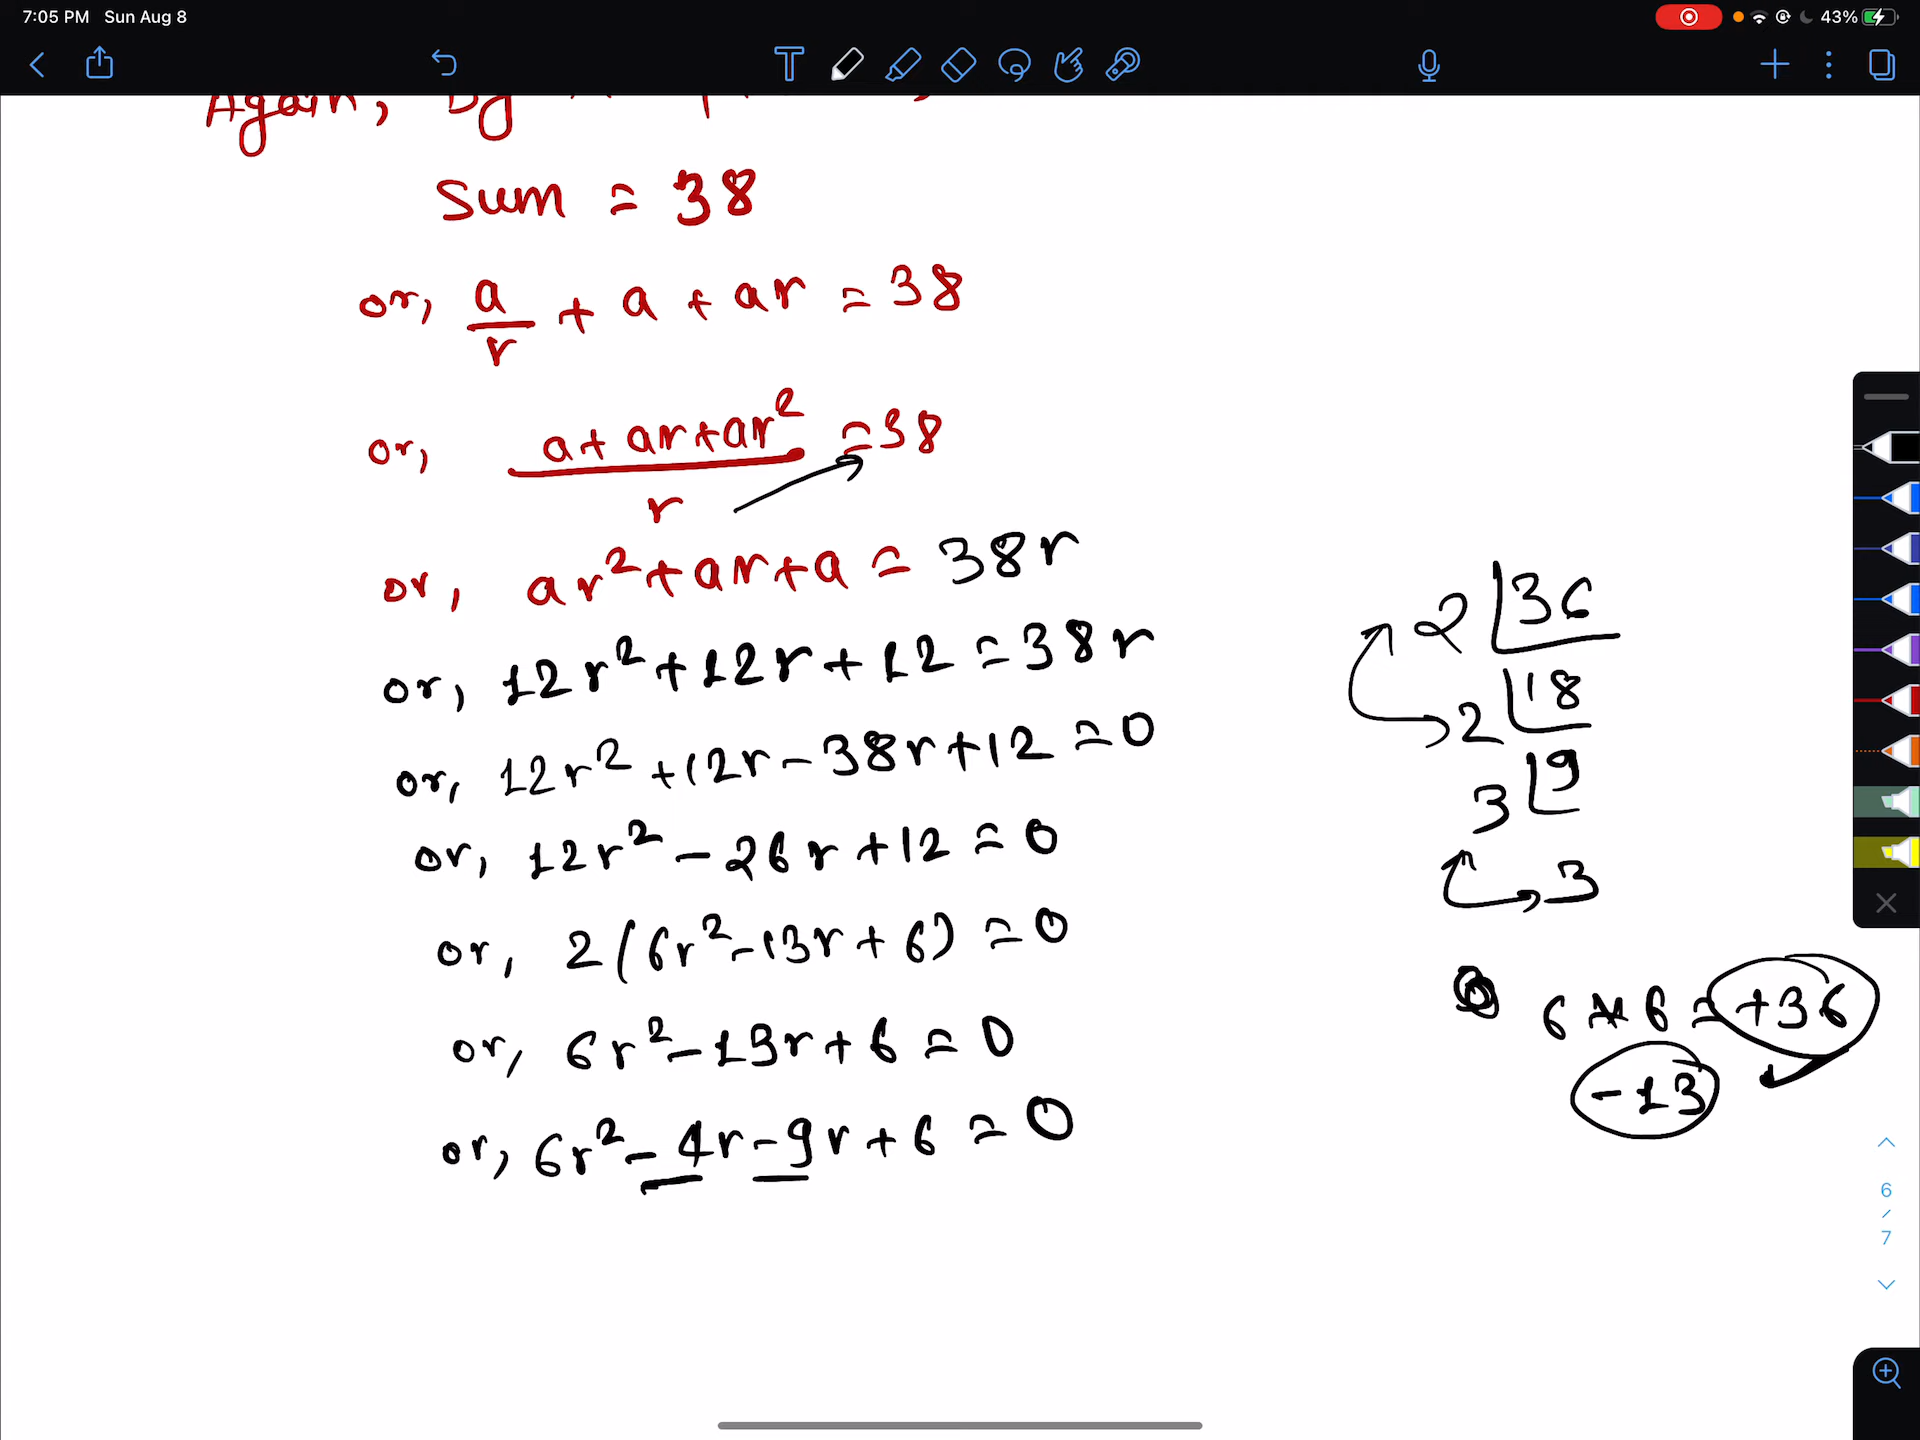 7:05 PM Sun Aug 8
43%
Again, By
Sum = 38
or, a/r + a + ar = 38
or, (a + ar + ar²)/r = 38
or, ar² + ar + a = 38r
or, 12r² + 12r + 12 = 38r
or, 12r² + 12r - 38r + 12 = 0
or, 12r² - 26r + 12 = 0
or, 2(6r² - 13r + 6) = 0
or, 6r² - 13r + 6 = 0
or, 6r² - 4r - 9r + 6 = 0
2 36
2 18
3 9
3
6 * 6 = +36
-13
6
/
7